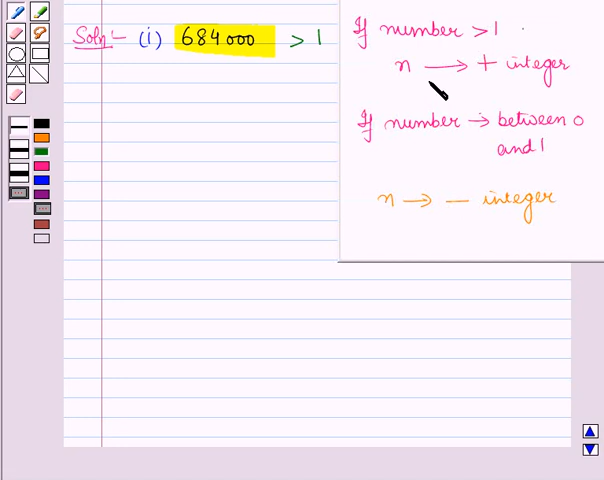 Soln:- (i) 684000 > 1
If number > 1
n → + integer
If number → between 0
and 1
n → — integer